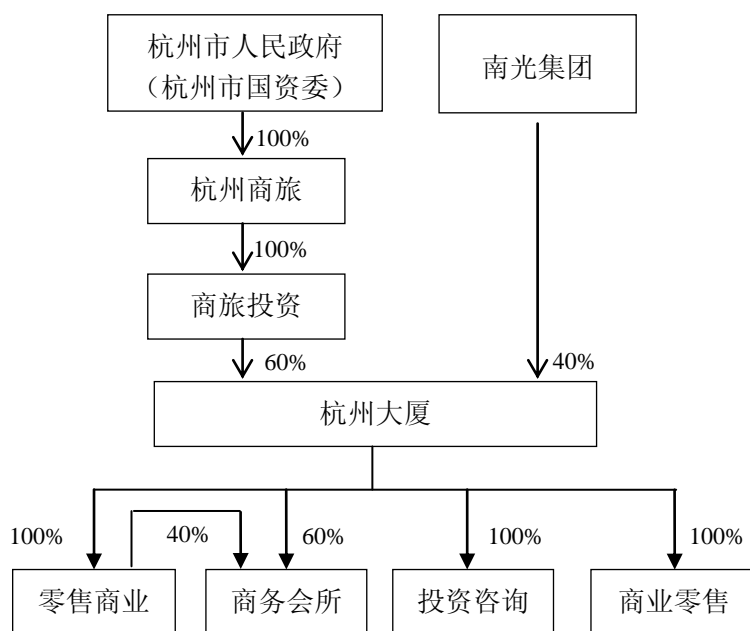 杭州市人民政府
（杭州市国资委）
南光集团
100%
杭州商旅
100%
商旅投资
60%
40%
杭州大厦
100%
40%
60%
100%
100%
零售商业
商务会所
投资咨询
商业零售